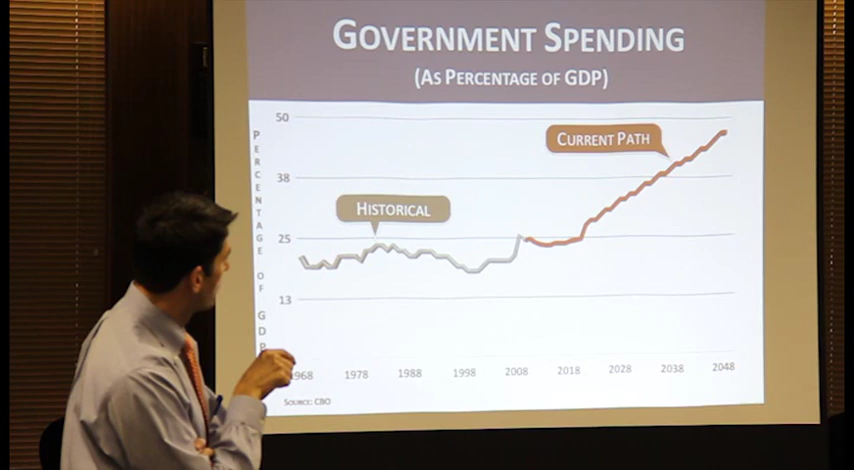 GOVERNMENT SPENDING
(AS PERCENTAGE OF GDP)
50
CURRENT PATH
38
HISTORICAL
25
13
PERCENTAGE OF GDP
968 1978 1988 1998 2008 2018 2028 2038 2048
SOURCE: CBO